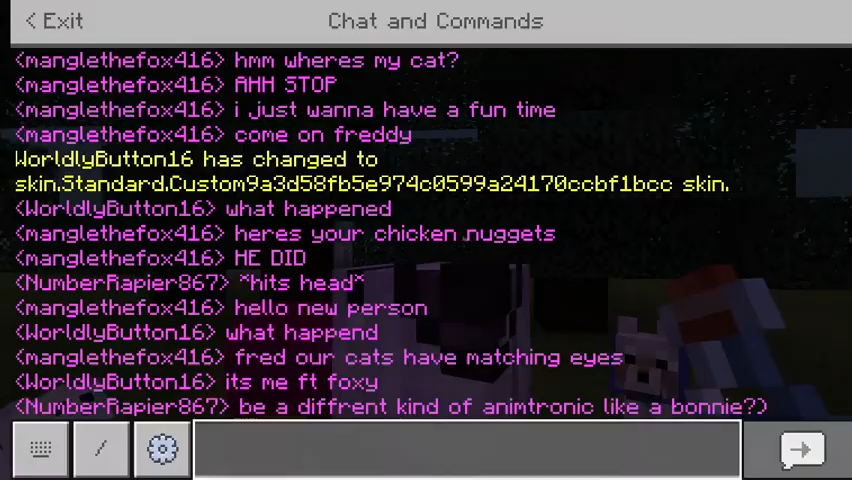 < Exit
Chat and Commands
<manglethefox416> hmm wheres my cat?
<manglethefox416> AHH STOP
<manglethefox416> i just wanna have a fun time
<manglethefox416> come on freddy
WorldlyButton16 has changed to
skin.Standard.Custom9a3d58fb5e974c0599a24170ccbf1bcc skin.
<WorldlyButton16> what happened
<manglethefox416> heres your chicken nuggets
<manglethefox416> HE DID
<NumberRapier867> *hits head*
<manglethefox416> hello new person
<WorldlyButton16> what happend
<manglethefox416> fred our cats have matching eyes
<WorldlyButton16> its me ft foxy
<NumberRapier867> be a diffrent kind of animtronic like a bonnie?)
/